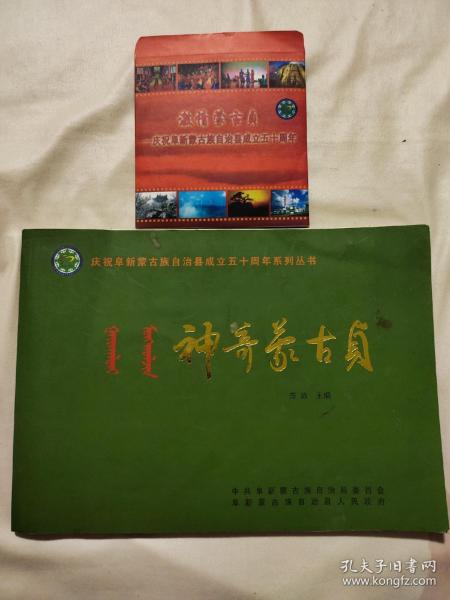 激情蒙古贞
庆祝阜新蒙古族自治县成立五十周年
庆祝阜新蒙古族自治县成立五十周年系列丛书
神奇蒙古贞
主编
中共阜新蒙古族自治县委员会
阜新蒙古族自治县人民政府
孔夫子旧书网
www.kongfz.com